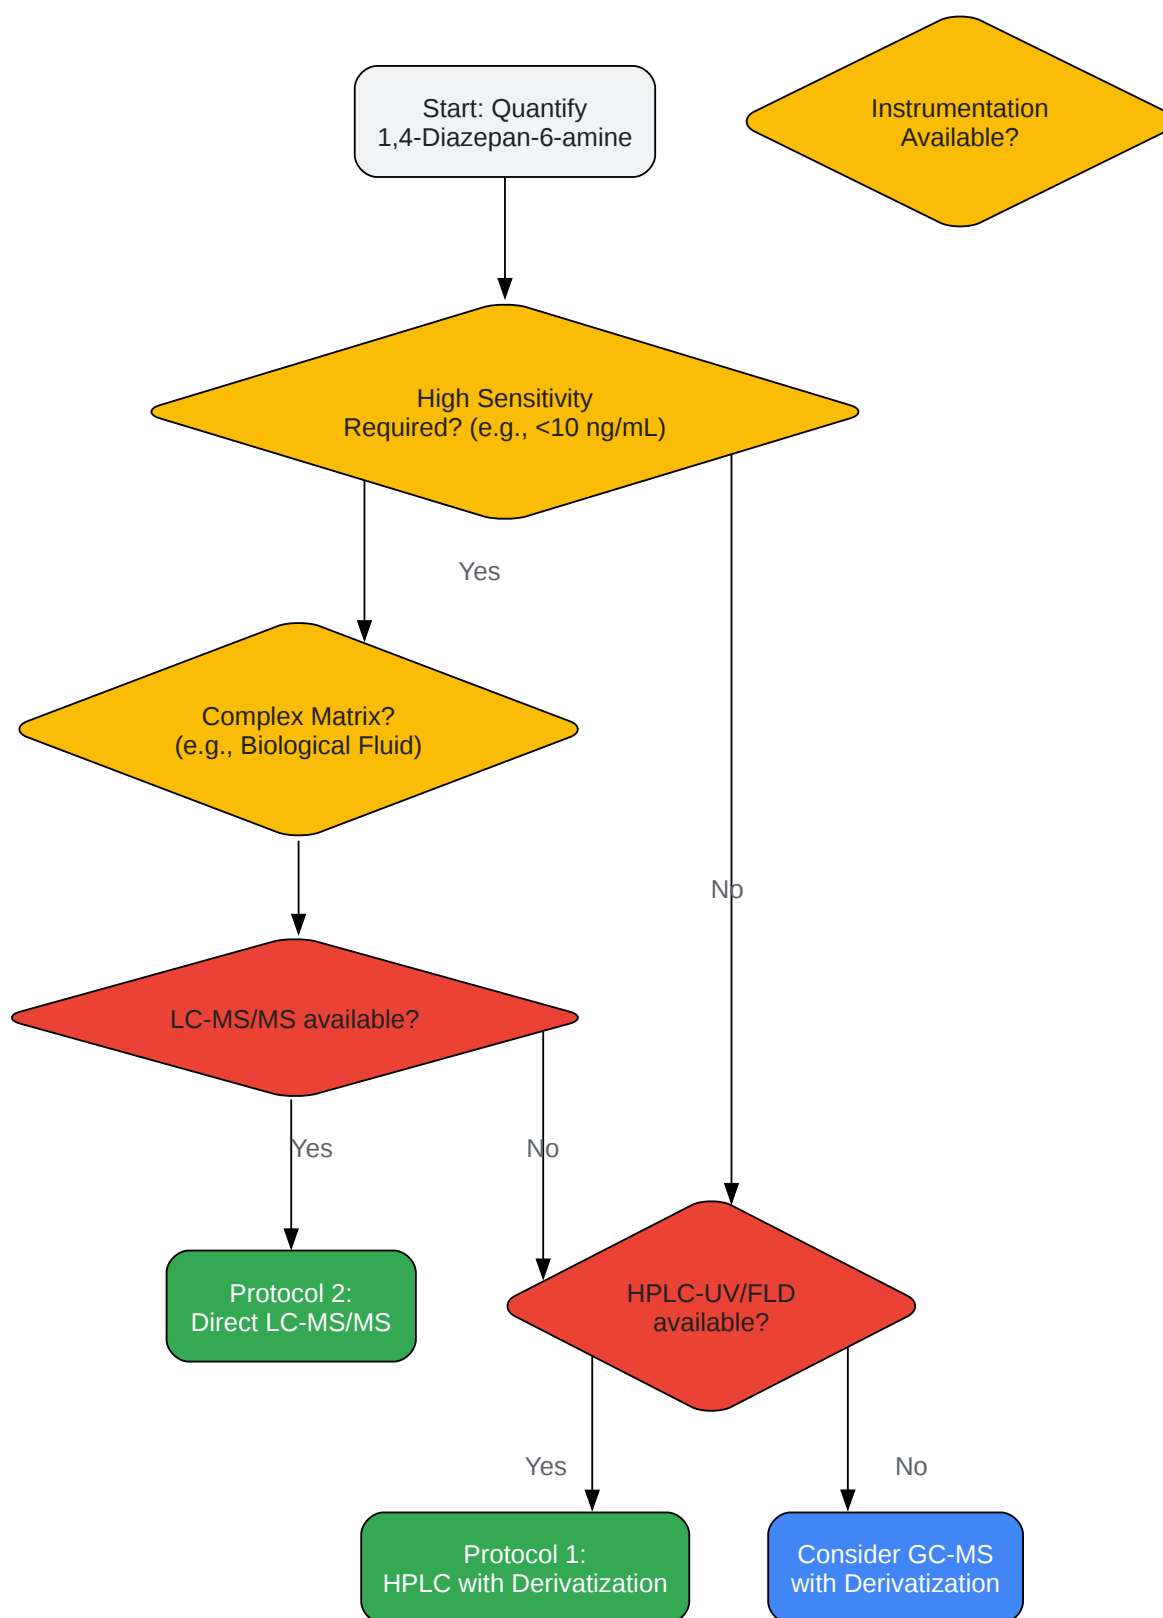 Start: Quantify
1,4-Diazepan-6-amine
Instrumentation
Available?
High Sensitivity
Required? (e.g., <10 ng/mL)
Yes
Complex Matrix?
(e.g., Biological Fluid)
No
LC-MS/MS available?
Yes
No
Protocol 2:
Direct LC-MS/MS
HPLC-UV/FLD
available?
Yes
No
Protocol 1:
HPLC with Derivatization
Consider GC-MS
with Derivatization